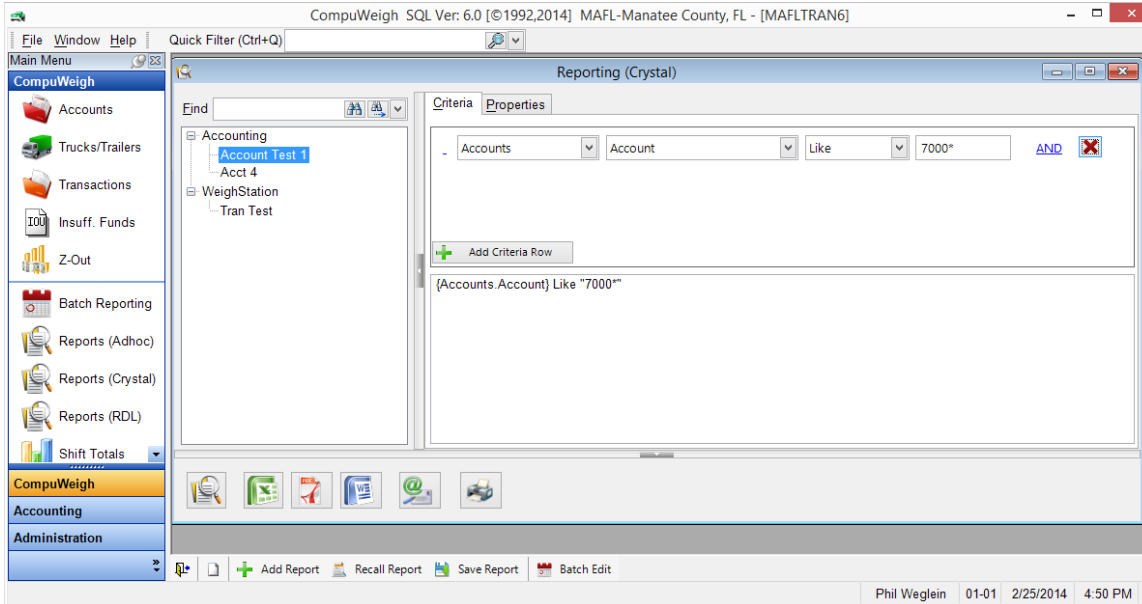 CompuWeigh SQL Ver: 6.0 [©1992,2014] MAFL-Manatee County, FL - [MAFLTRAN6]
File Window Help Quick Filter (Ctrl+Q)
Main Menu
CompuWeigh
Accounts
Trucks/Trailers
Transactions
IOU Insuff. Funds
Z-Out
Batch Reporting
Reports (Adhoc)
Reports (Crystal)
Reports (RDL)
Shift Totals
CompuWeigh
Accounting
Administration
Reporting (Crystal)
Find
Accounting
Account Test 1
Acct 4
WeighStation
Tran Test
Criteria Properties
Accounts Account Like 7000* AND
Add Criteria Row
{Accounts.Account} Like "7000*"
Add Report Recall Report Save Report Batch Edit
Phil Weglein 01-01 2/25/2014 4:50 PM